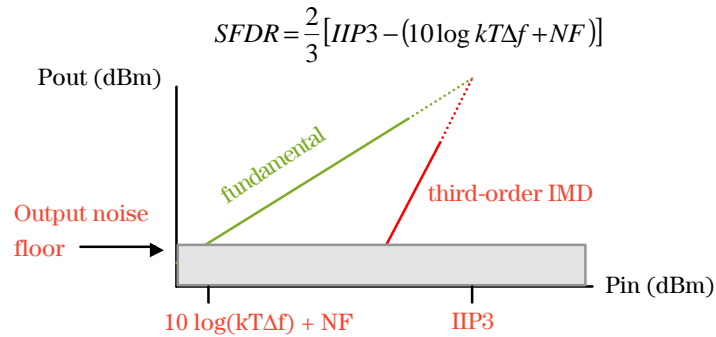 SFDR = 2/3 [IIP3 − (10 log kTΔf + NF)]
Pout (dBm)
fundamental
third-order IMD
Output noise
floor
Pin (dBm)
10 log(kTΔf) + NF
IIP3